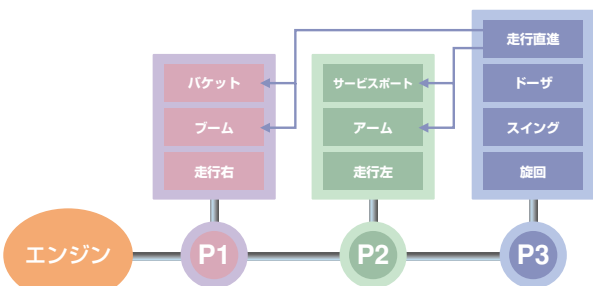 走行直進
バケット
サービスポート
ドーザ
ブーム
アーム
スイング
走行右
走行左
旋回
エンジン
P1
P2
P3